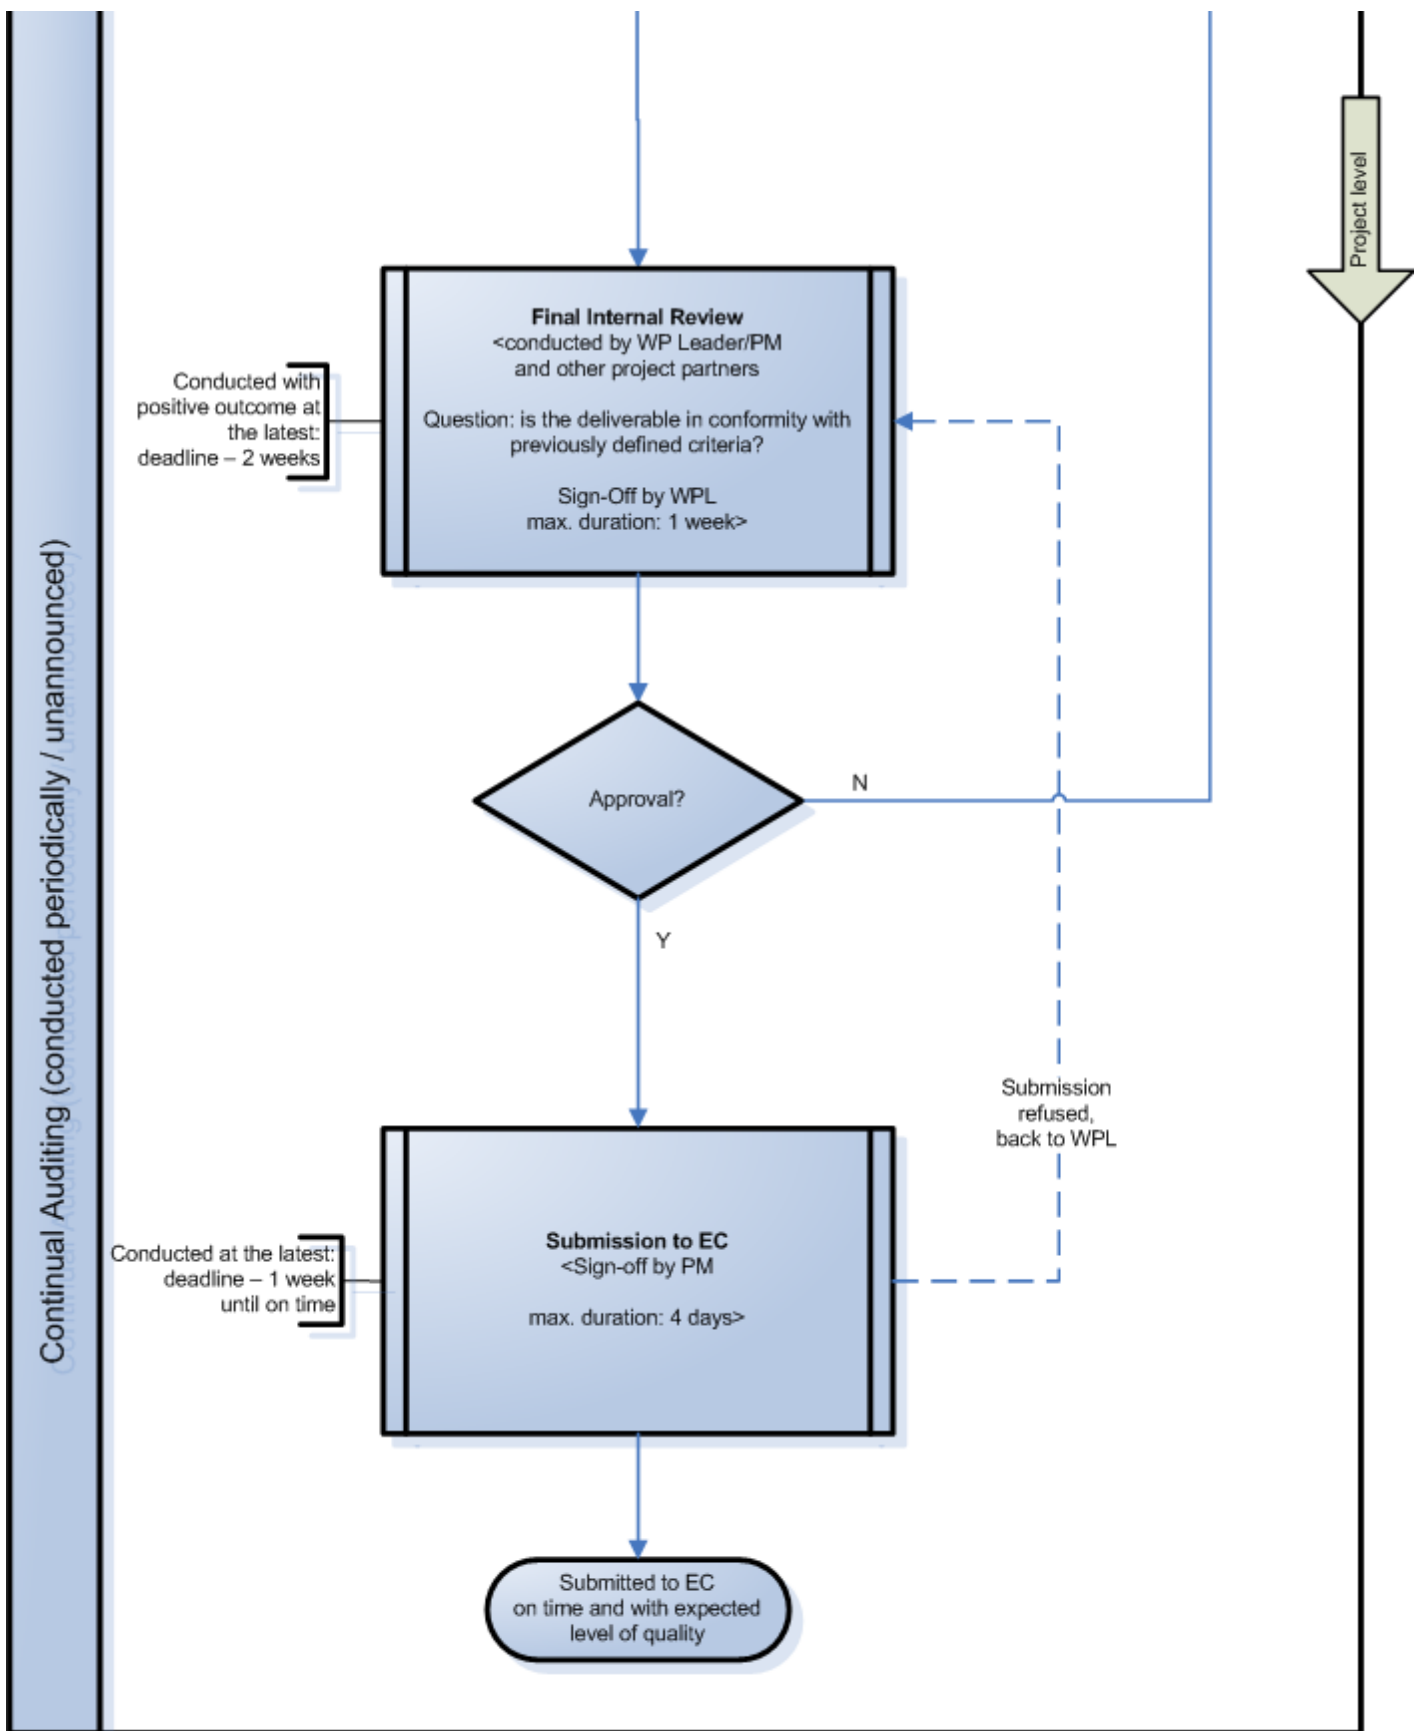 Project level
Final Internal Review
<conducted by WP Leader/PM
and other project partners
Question: is the deliverable in conformity with
previously defined criteria?
Sign-Off by WPL
max. duration: 1 week>
Conducted with
positive outcome at
the latest:
deadline – 2 weeks
Continual Auditing (conducted periodically / unannounced)
Approval?
N
Y
Submission
refused,
back to WPL
Submission to EC
<Sign-off by PM
max. duration: 4 days>
Conducted at the latest:
deadline – 1 week
until on time
Submitted to EC
on time and with expected
level of quality